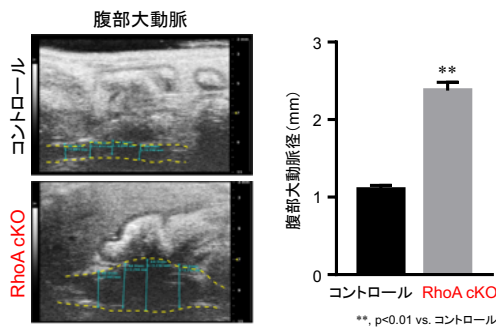 腹部大動脈
コントロール
RhoA cKO
腹部大動脈径(mm)
3
2
1
0
**
コントロール RhoA cKO
**, p<0.01 vs. コントロール